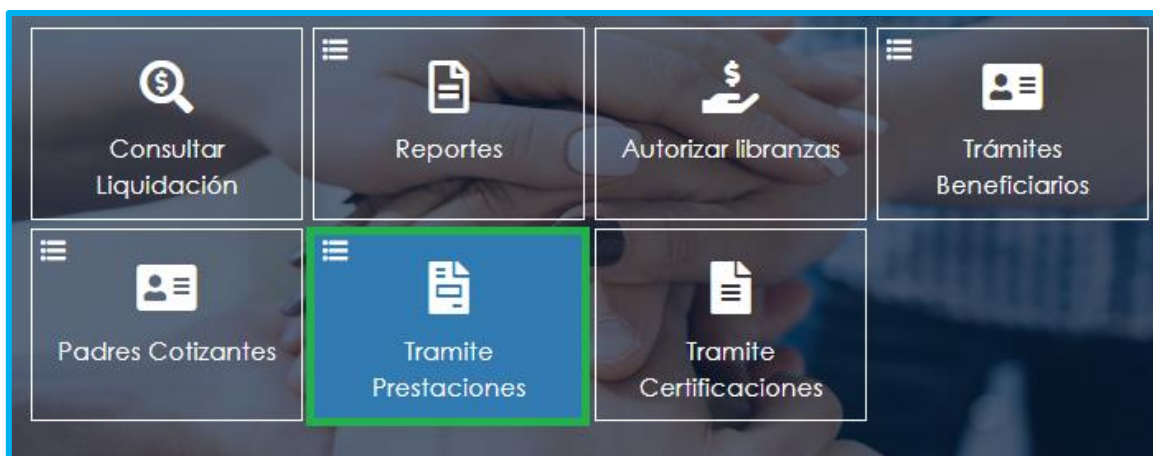 Consultar
Liquidación
Reportes
Autorizar libranzas
Trámites
Beneficiarios
Padres Cotizantes
Tramite
Prestaciones
Tramite
Certificaciones